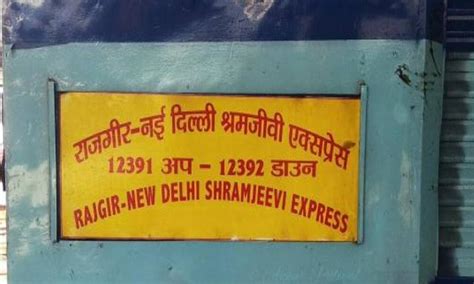 राजगीर-नई दिल्ली श्रमजीवी एक्सप्रेस
12391 अप - 12392 डाउन
RAJGIR-NEW DELHI SHRAMJEEVI EXPRESS